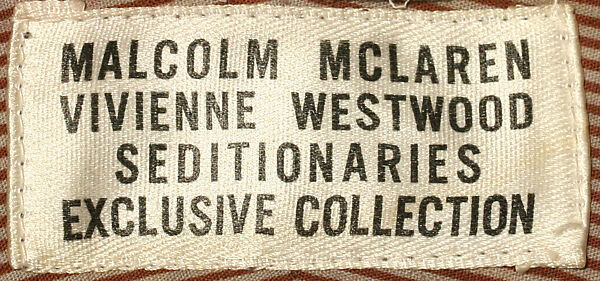 MALCOLM MCLAREN
VIVIENNE WESTWOOD
SEDITIONARIES
EXCLUSIVE COLLECTION